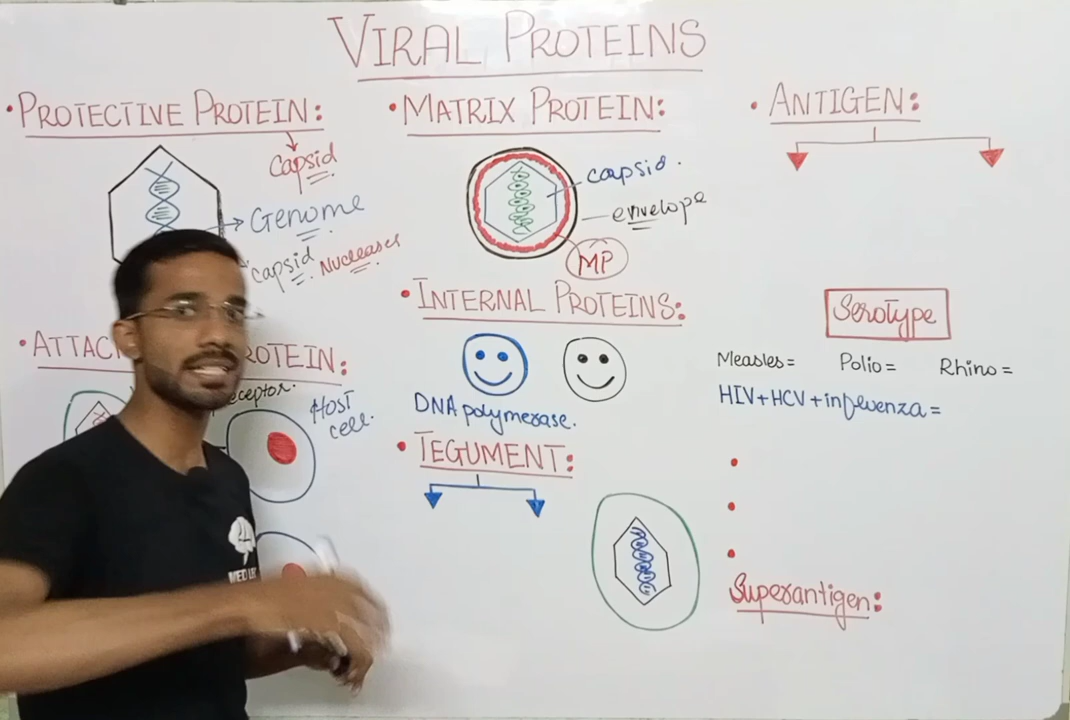 VIRAL PROTEINS
• PROTECTIVE PROTEIN:
Capsid
Genome
capsid Nucleases
ATTAC ROTEIN:
eceptor.
Host
cell.
• MATRIX PROTEIN:
capsid.
envelope
MP
• INTERNAL PROTEINS:
DNA polymerase.
• TEGUMENT:
• ANTIGEN:
Serotype
Measles= Polio= Rhino=
HIV+HCV+influenza=
Superantigen: